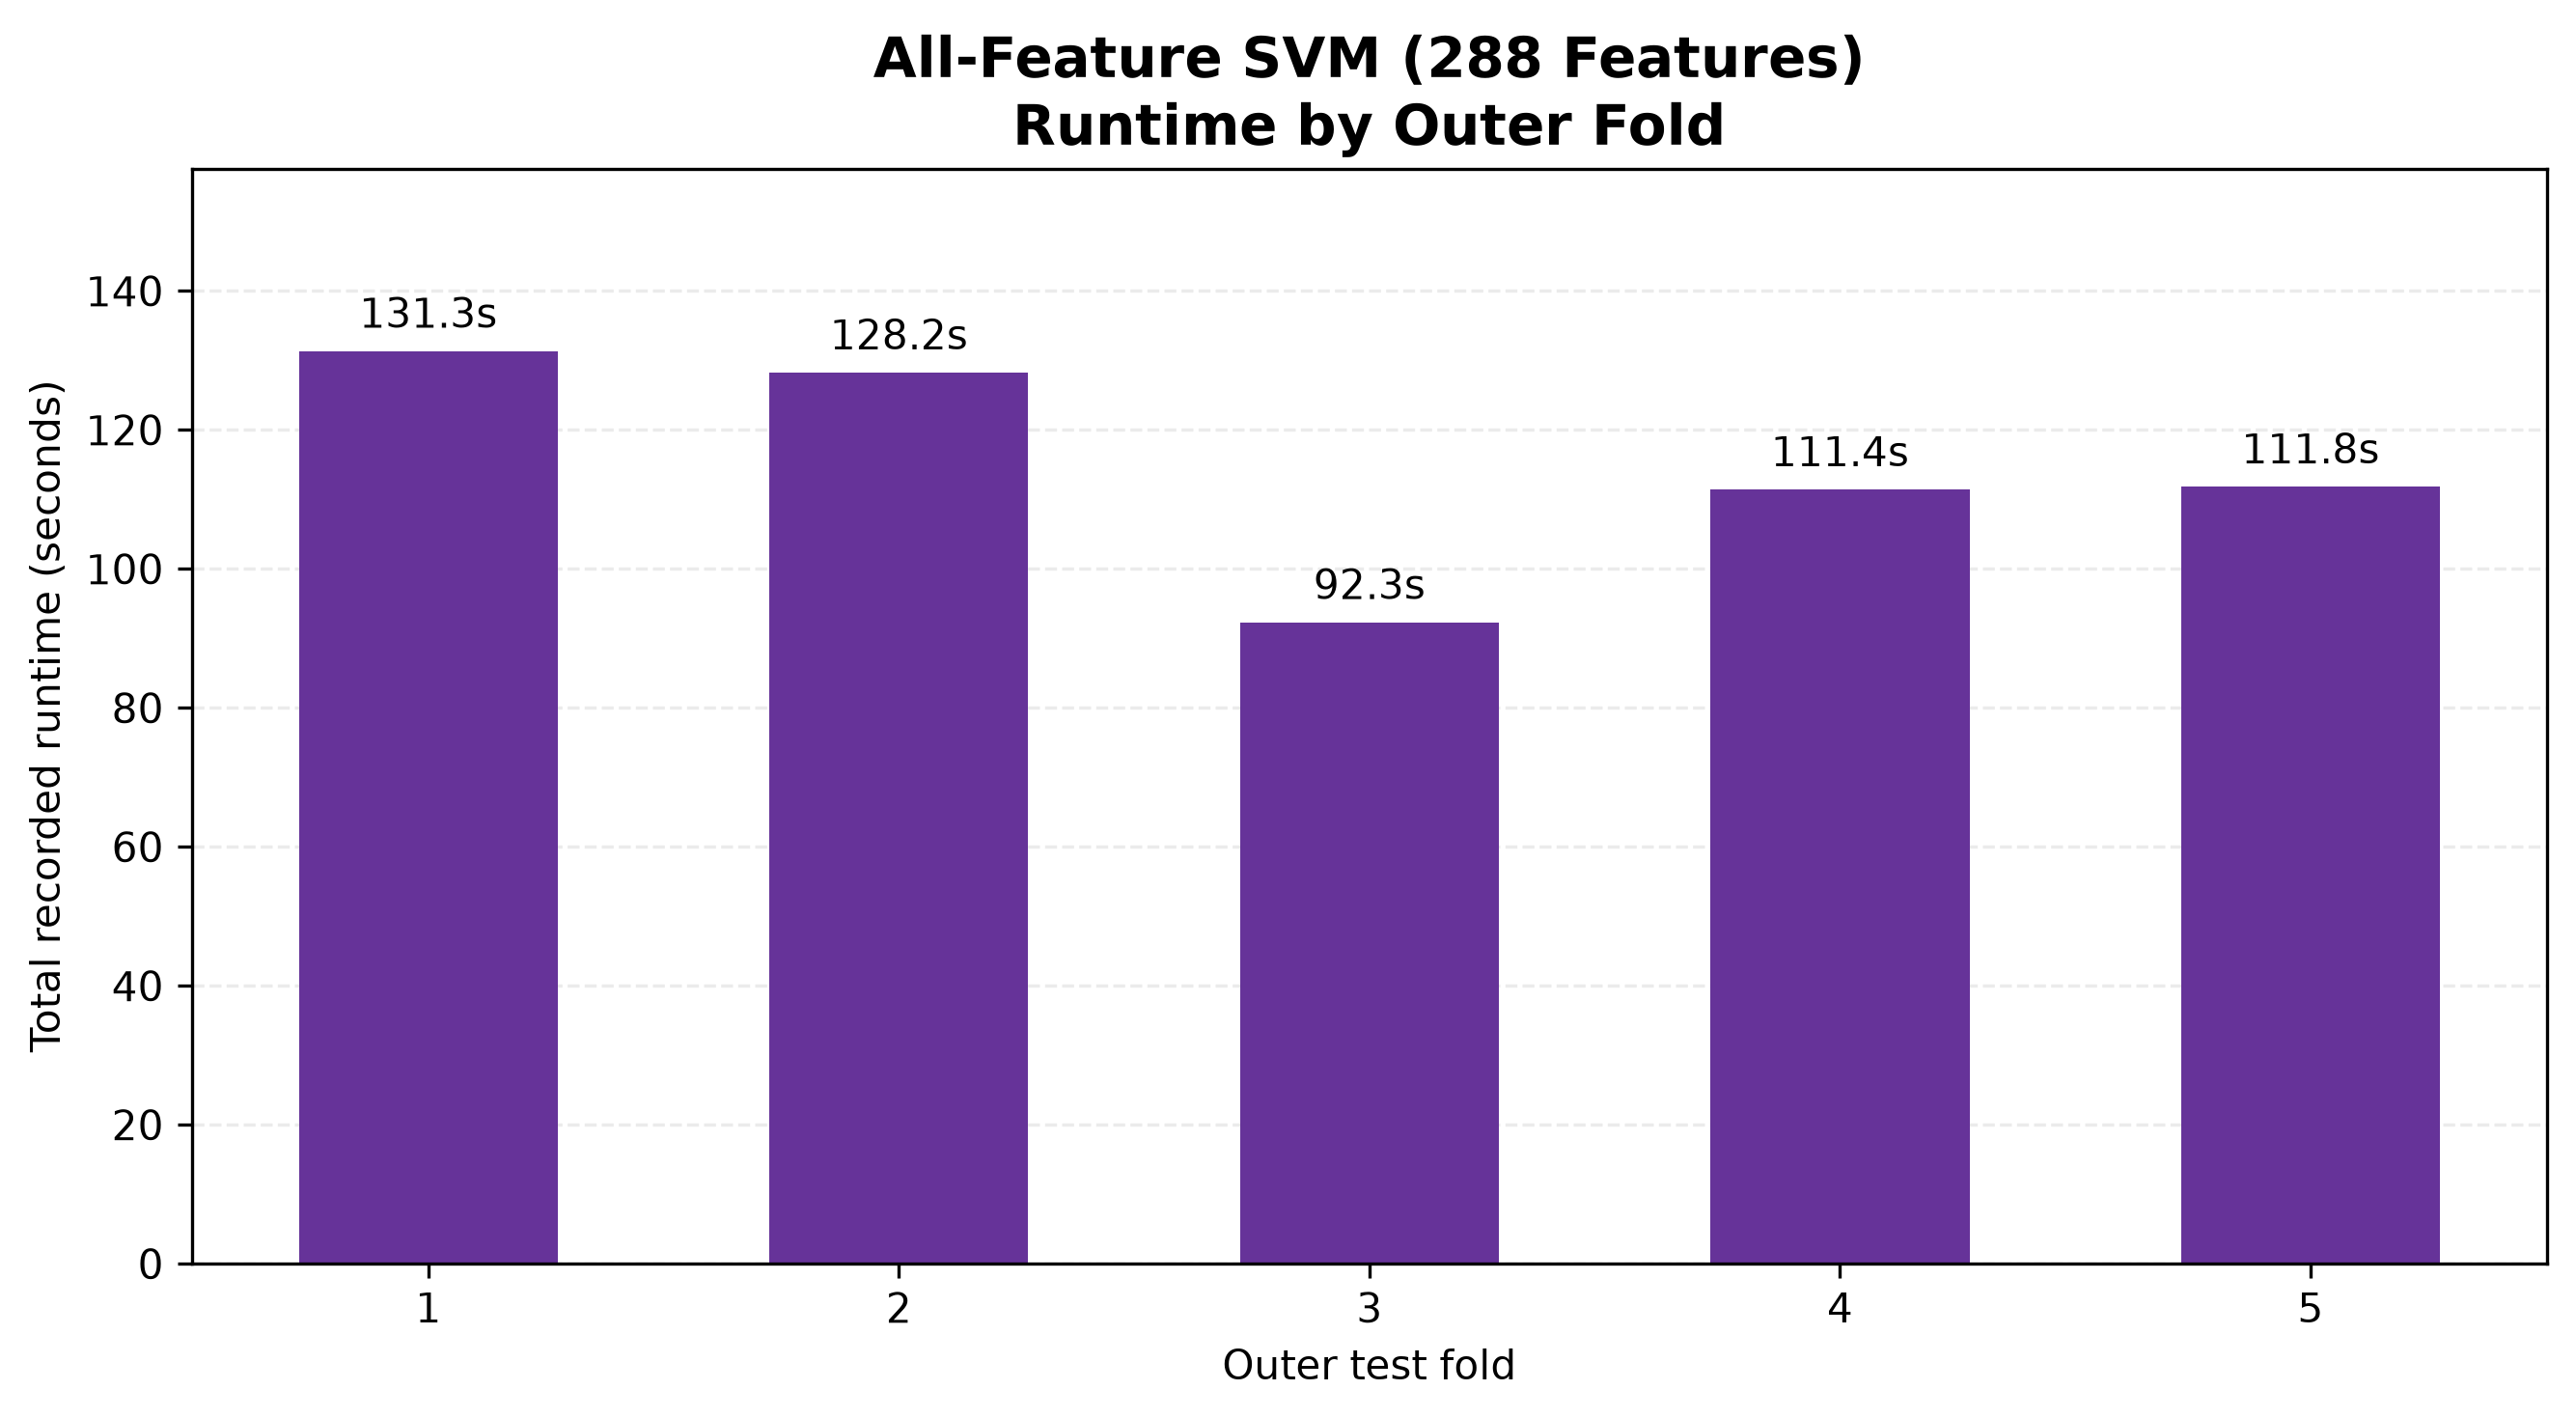 All-Feature SVM (288 Features)
Runtime by Outer Fold
Total recorded runtime (seconds)
140
120
100
80
60
40
20
0
131.3s
128.2s
92.3s
111.4s
111.8s
1
2
3
4
5
Outer test fold